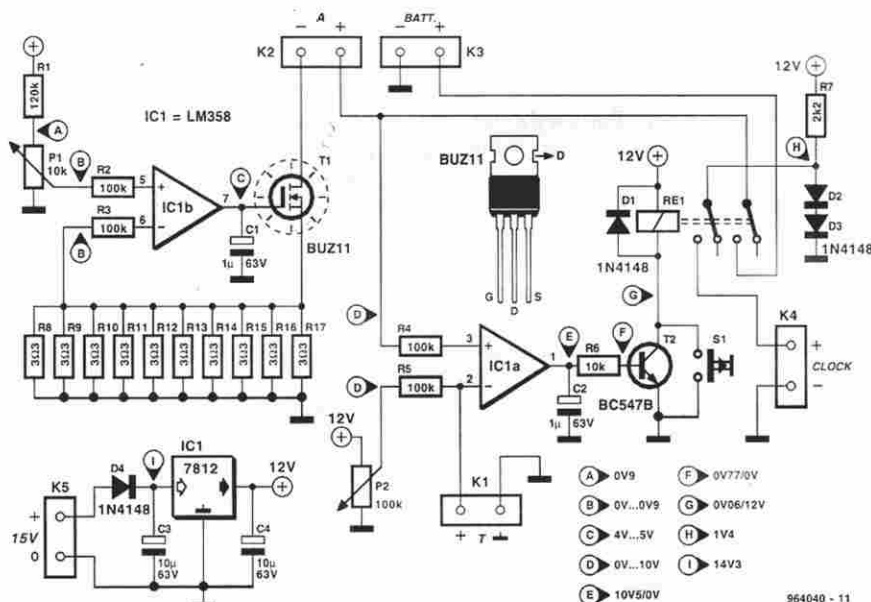 A
BATT.
− + − +
K2 K3
12V
R1
120k
R7
2k2
IC1 = LM358
A
H
P1
10k
B
R2
100k
5
C
T1
BUZ11
D
12V
D1
RE1
D2
D3
1N4148
R3
100k
6
IC1b
7
+
−
BUZ11
1N4148
B
C1
1µ 63V
G D S
G
K4
R8 R9 R10 R11 R12 R13 R14 R15 R16 R17
3Ω3 3Ω3 3Ω3 3Ω3 3Ω3 3Ω3 3Ω3 3Ω3 3Ω3 3Ω3
D
R4
100k
3
+
IC1a
1
E
R6
10k
F
T2
S1
+
CLOCK
−
D
R5
100k
2
−
C2
1µ 63V
BC547B
12V
P2
100k
K1
+ T
K5
D4
I
IC1
7812
12V
1N4148
+
15V
0
C3
10µ
63V
C4
10µ
63V
A 0V9
F 0V77/0V
B 0V...0V9
G 0V06/12V
C 4V...5V
H 1V4
D 0V...10V
I 14V3
E 10V5/0V
964040 - 11